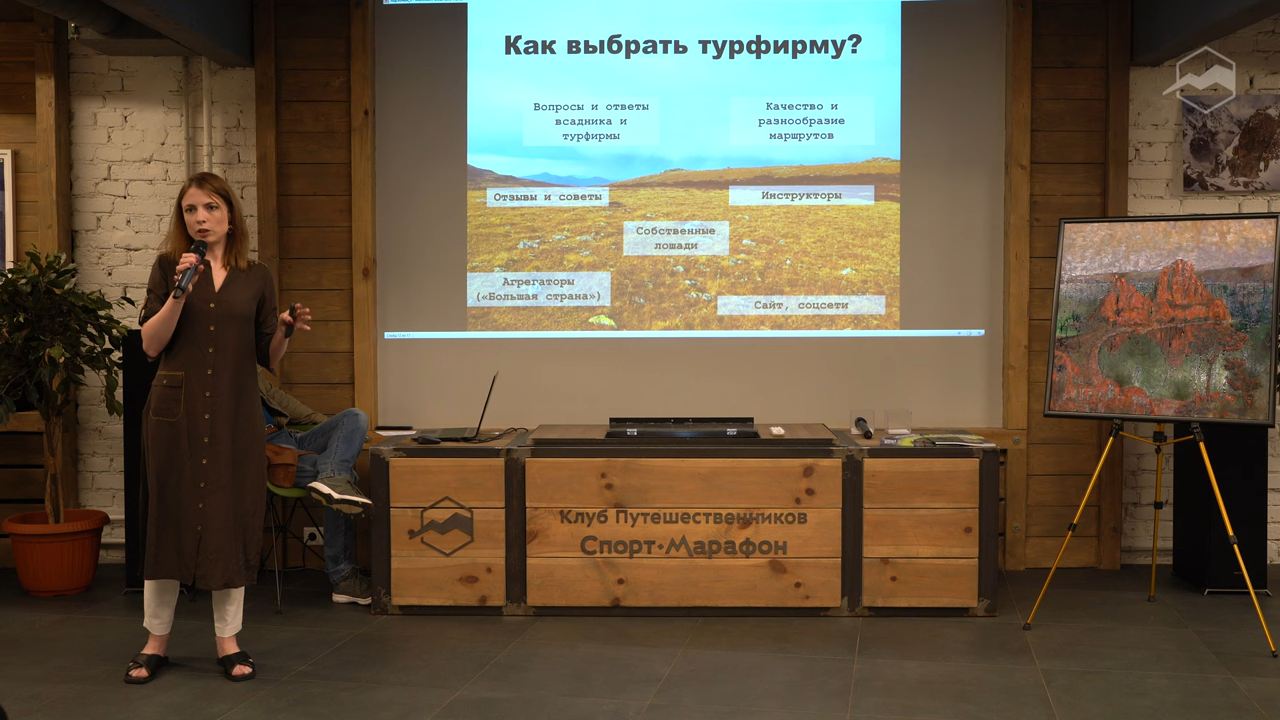 Как выбрать турфирму?
Вопросы и ответы
всадника и
турфирмы
Качество и
разнообразие
маршрутов
Отзывы и советы
Инструкторы
Собственные
лошади
Агрегаторы
(«Большая страна»)
Сайт, соцсети
Клуб Путешественников
Спорт·Марафон